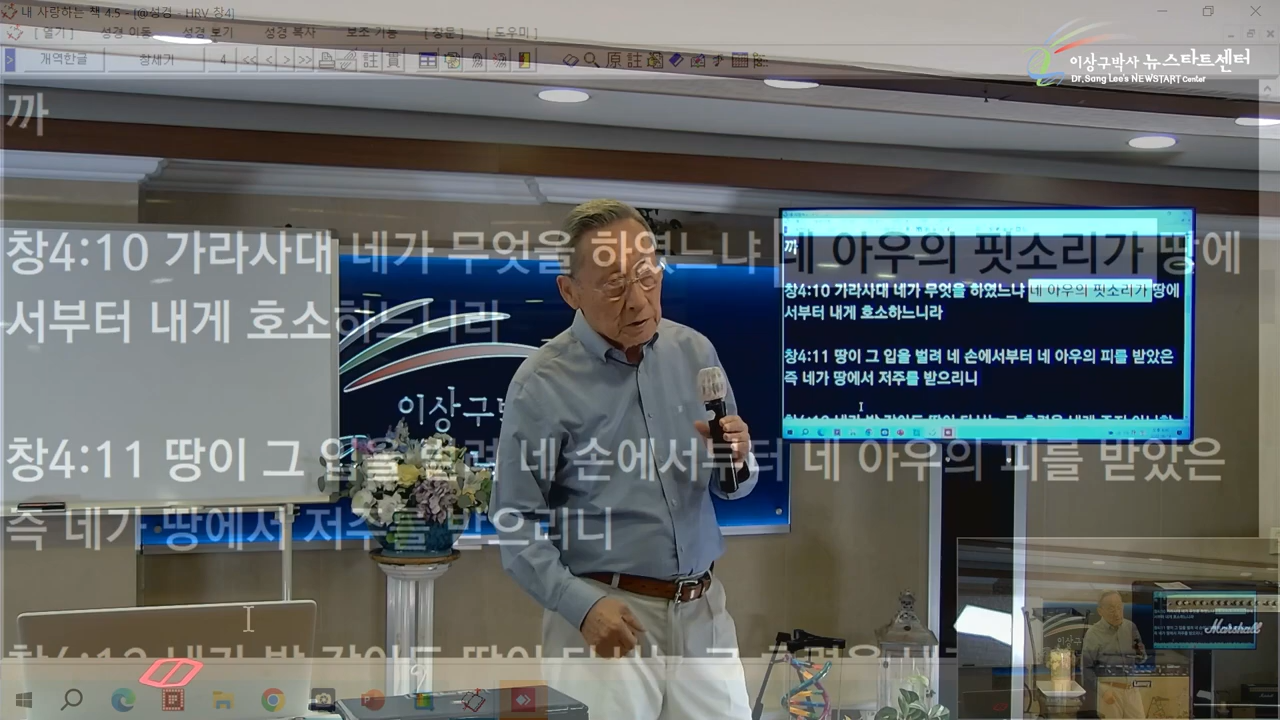 내 사랑하는 책 4.5 - [@성경 - HRV 창4]
[ 열기 ] 성경 이동 성경 보기 성경 복사 보조 기능 [ 창문 ] [ 도우미 ]
개역한글 창세기 4 << < > >> 原 註
이상구박사 뉴스타트센터
Dr. Sang Lee's NEWSTART Center
까
창4:10 가라사대 네가 무엇을 하였느냐 네 아우의 핏소리가 땅에
서부터 내게 호소하느니라
창4:11 땅이 그 입을 벌려 네 손에서부터 네 아우의 피를 받았은
즉 네가 땅에서 저주를 받으리니
까
창4:10 가라사대 네가 무엇을 하였느냐 네 아우의 핏소리가 땅에
서부터 내게 호소하느니라
창4:11 땅이 그 입을 벌려 네 손에서부터 네 아우의 피를 받았은
즉 네가 땅에서 저주를 받으리니
이상구
Marshall